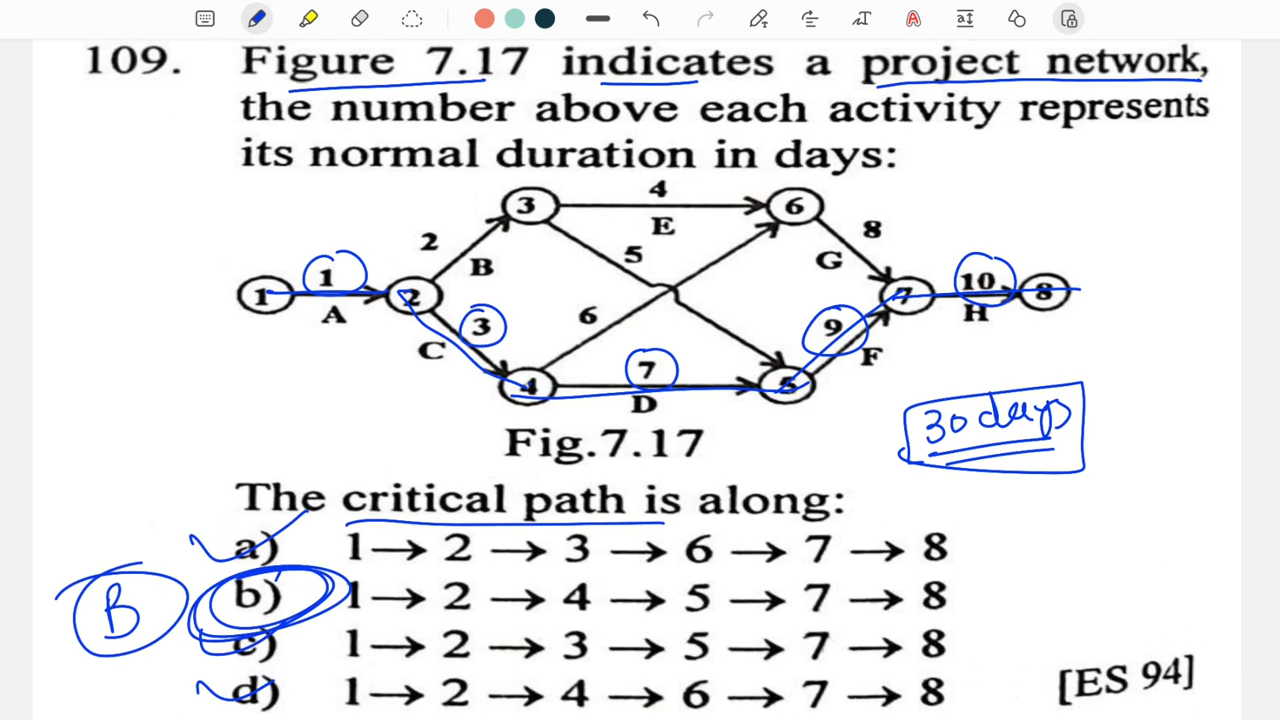 109. Figure 7.17 indicates a project network,
the number above each activity represents
its normal duration in days:
3 4 6
E
2 5 8
B G
1 1 2 7 10 8
A H
6 3 9
C F
4 7 5
D
30 days
Fig.7.17
The critical path is along:
a) 1→ 2 → 3 → 6 → 7 → 8
B b) 1→ 2 → 4 → 5 → 7 → 8
c) 1→ 2 → 3 → 5 → 7 → 8
d) 1→ 2 → 4 → 6 → 7 → 8
[ES 94]